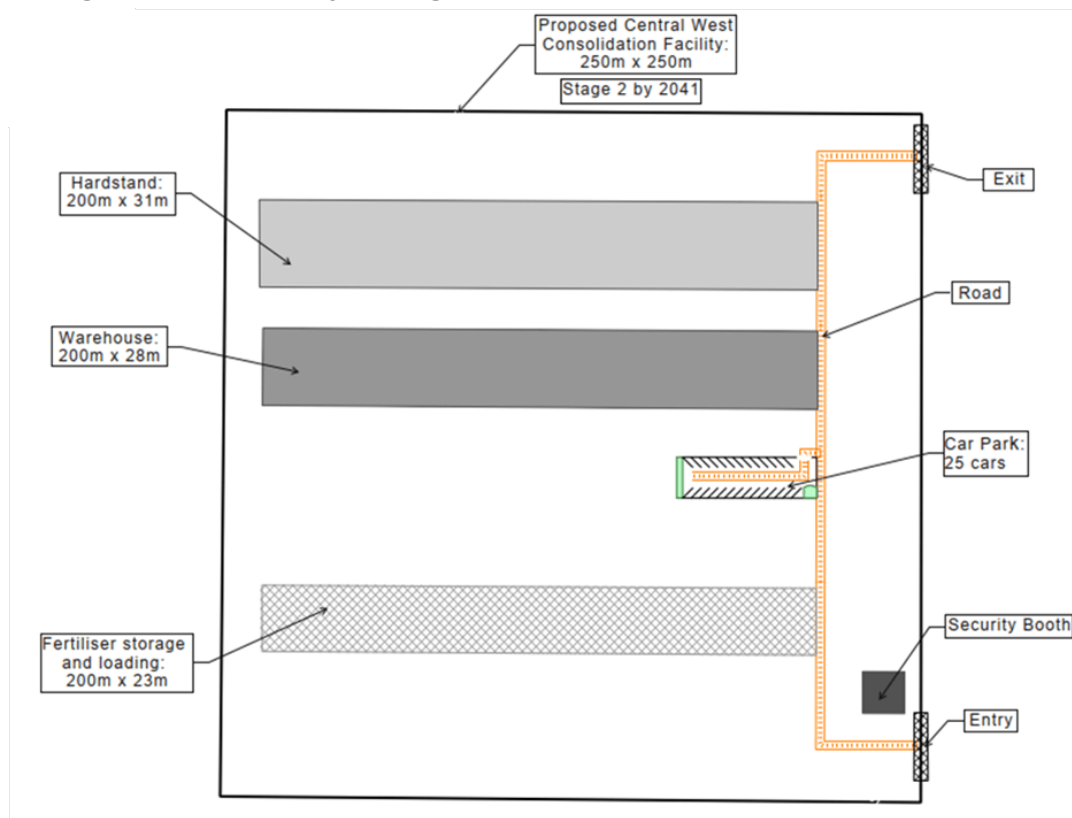 Proposed Central West
Consolidation Facility:
250m x 250m
Stage 2 by 2041
Hardstand:
200m x 31m
Exit
Road
Warehouse:
200m x 28m
Car Park:
25 cars
Fertiliser storage
and loading:
200m x 23m
Security Booth
Entry